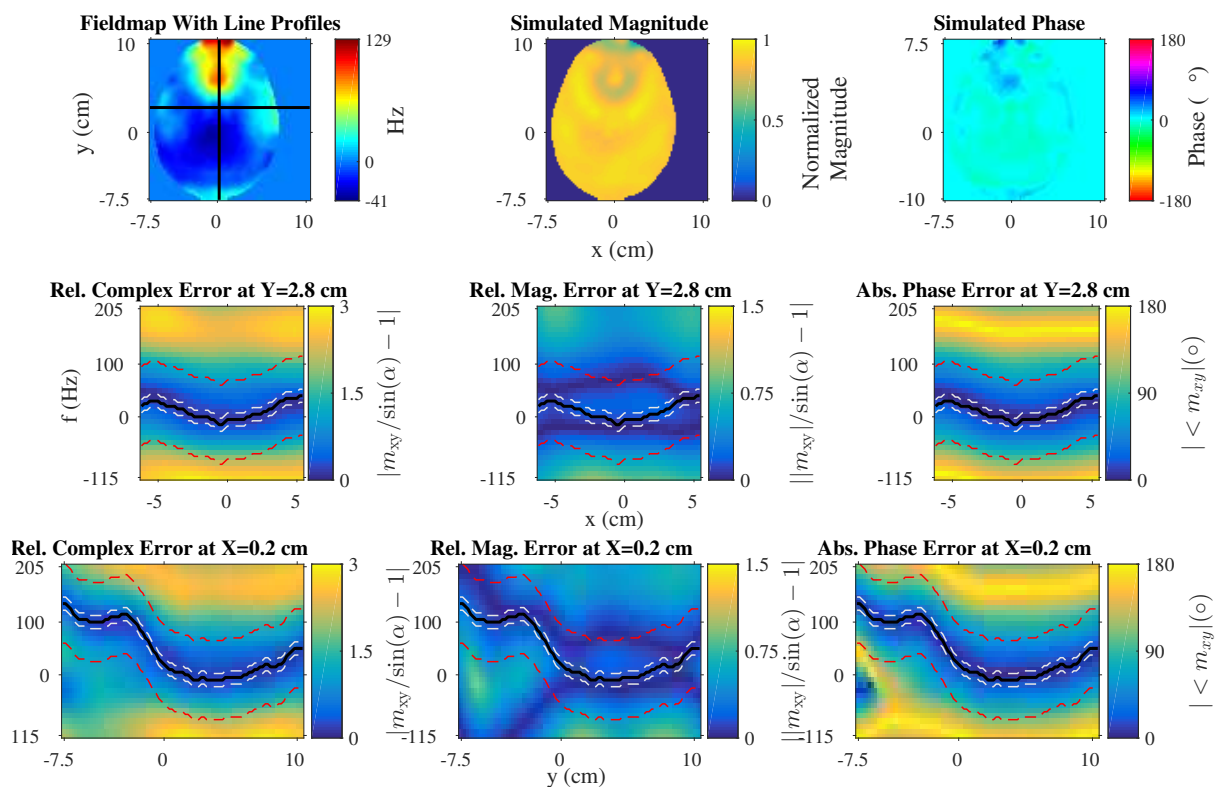 Fieldmap With Line Profiles
10
0
-7.5
y (cm)
-7.5 0 10
129
0
-41
Hz
Simulated Magnitude
10
0
-7.5
-7.5 0 10
x (cm)
1
0.5
0
Normalized
Magnitude
Simulated Phase
7.5
0
-10
-7.5 0 10
180
90
0
-90
-180
Phase ( °)
Rel. Complex Error at Y=2.8 cm
205
100
0
-115
f (Hz)
-5 0 5
3
1.5
0
|m_xy/sin(α) − 1|
Rel. Mag. Error at Y=2.8 cm
205
100
0
-115
-5 0 5
x (cm)
1.5
0.75
0
||m_xy|/sin(α) − 1|
Abs. Phase Error at Y=2.8 cm
205
100
0
-115
-5 0 5
180
90
0
| < m_xy|(○)
Rel. Complex Error at X=0.2 cm
205
100
0
115
-7.5 0 10
3
1.5
0
|m_xy/sin(α) − 1|
Rel. Mag. Error at X=0.2 cm
205
100
0
-115
-7.5 0 10
y (cm)
1.5
0.75
0
||m_xy|/sin(α) − 1|
Abs. Phase Error at X=0.2 cm
205
100
0
115
-7.5 0 10
180
90
0
| < m_xy|(○)